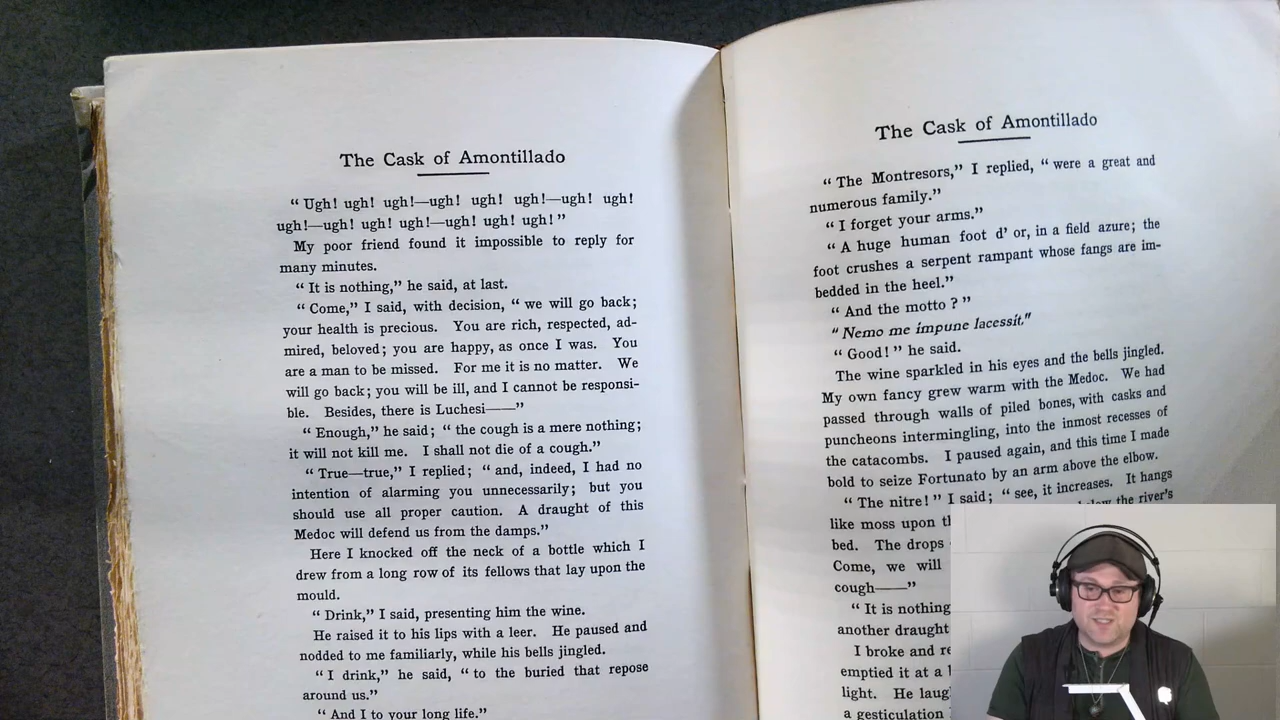 The Cask of Amontillado
“ Ugh! ugh! ugh!—ugh! ugh! ugh!—ugh! ugh!
ugh!—ugh! ugh! ugh!—ugh! ugh! ugh!”
My poor friend found it impossible to reply for
many minutes.
“ It is nothing,” he said, at last.
“ Come,” I said, with decision, “ we will go back;
your health is precious. You are rich, respected, ad-
mired, beloved; you are happy, as once I was. You
are a man to be missed. For me it is no matter. We
will go back; you will be ill, and I cannot be responsi-
ble. Besides, there is Luchesi——”
“ Enough,” he said; “ the cough is a mere nothing;
it will not kill me. I shall not die of a cough.”
“ True—true,” I replied; “ and, indeed, I had no
intention of alarming you unnecessarily; but you
should use all proper caution. A draught of this
Medoc will defend us from the damps.”
Here I knocked off the neck of a bottle which I
drew from a long row of its fellows that lay upon the
mould.
“ Drink,” I said, presenting him the wine.
He raised it to his lips with a leer. He paused and
nodded to me familiarly, while his bells jingled.
“ I drink,” he said, “ to the buried that repose
around us.”
“ And I to your long life.”
The Cask of Amontillado
“ The Montresors,” I replied, “ were a great and
numerous family.”
“ I forget your arms.”
“ A huge human foot d’ or, in a field azure; the
foot crushes a serpent rampant whose fangs are im-
bedded in the heel.”
“ And the motto ? ”
“ Nemo me impune lacessit.”
“ Good! ” he said.
The wine sparkled in his eyes and the bells jingled.
My own fancy grew warm with the Medoc. We had
passed through walls of piled bones, with casks and
puncheons intermingling, into the inmost recesses of
the catacombs. I paused again, and this time I made
bold to seize Fortunato by an arm above the elbow.
“ The nitre! ” I said; “ see, it increases. It hangs
like moss upon the river’s
bed. The drops
Come, we will
cough——”
“ It is nothing
another draught
I broke and
emptied it at a
light. He
a gesticulation